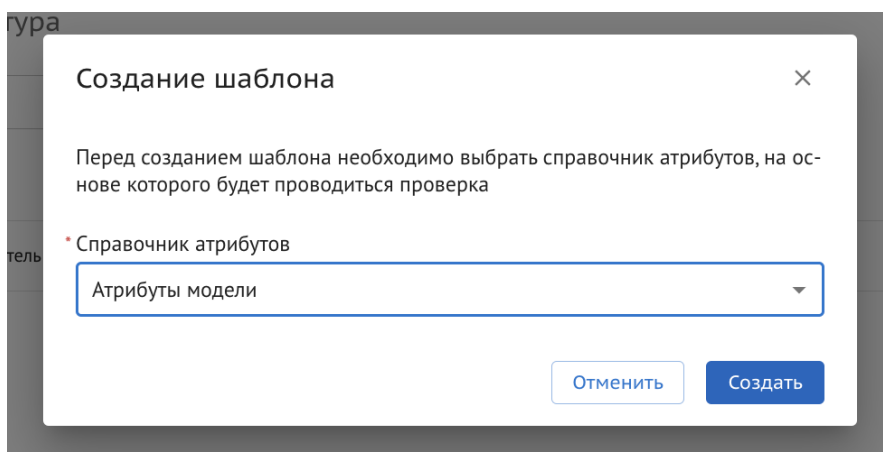 тура
Создание шаблона
Перед созданием шаблона необходимо выбрать справочник атрибутов, на ос-
нове которого будет проводиться проверка
* Справочник атрибутов
тель
Атрибуты модели
Отменить
Создать